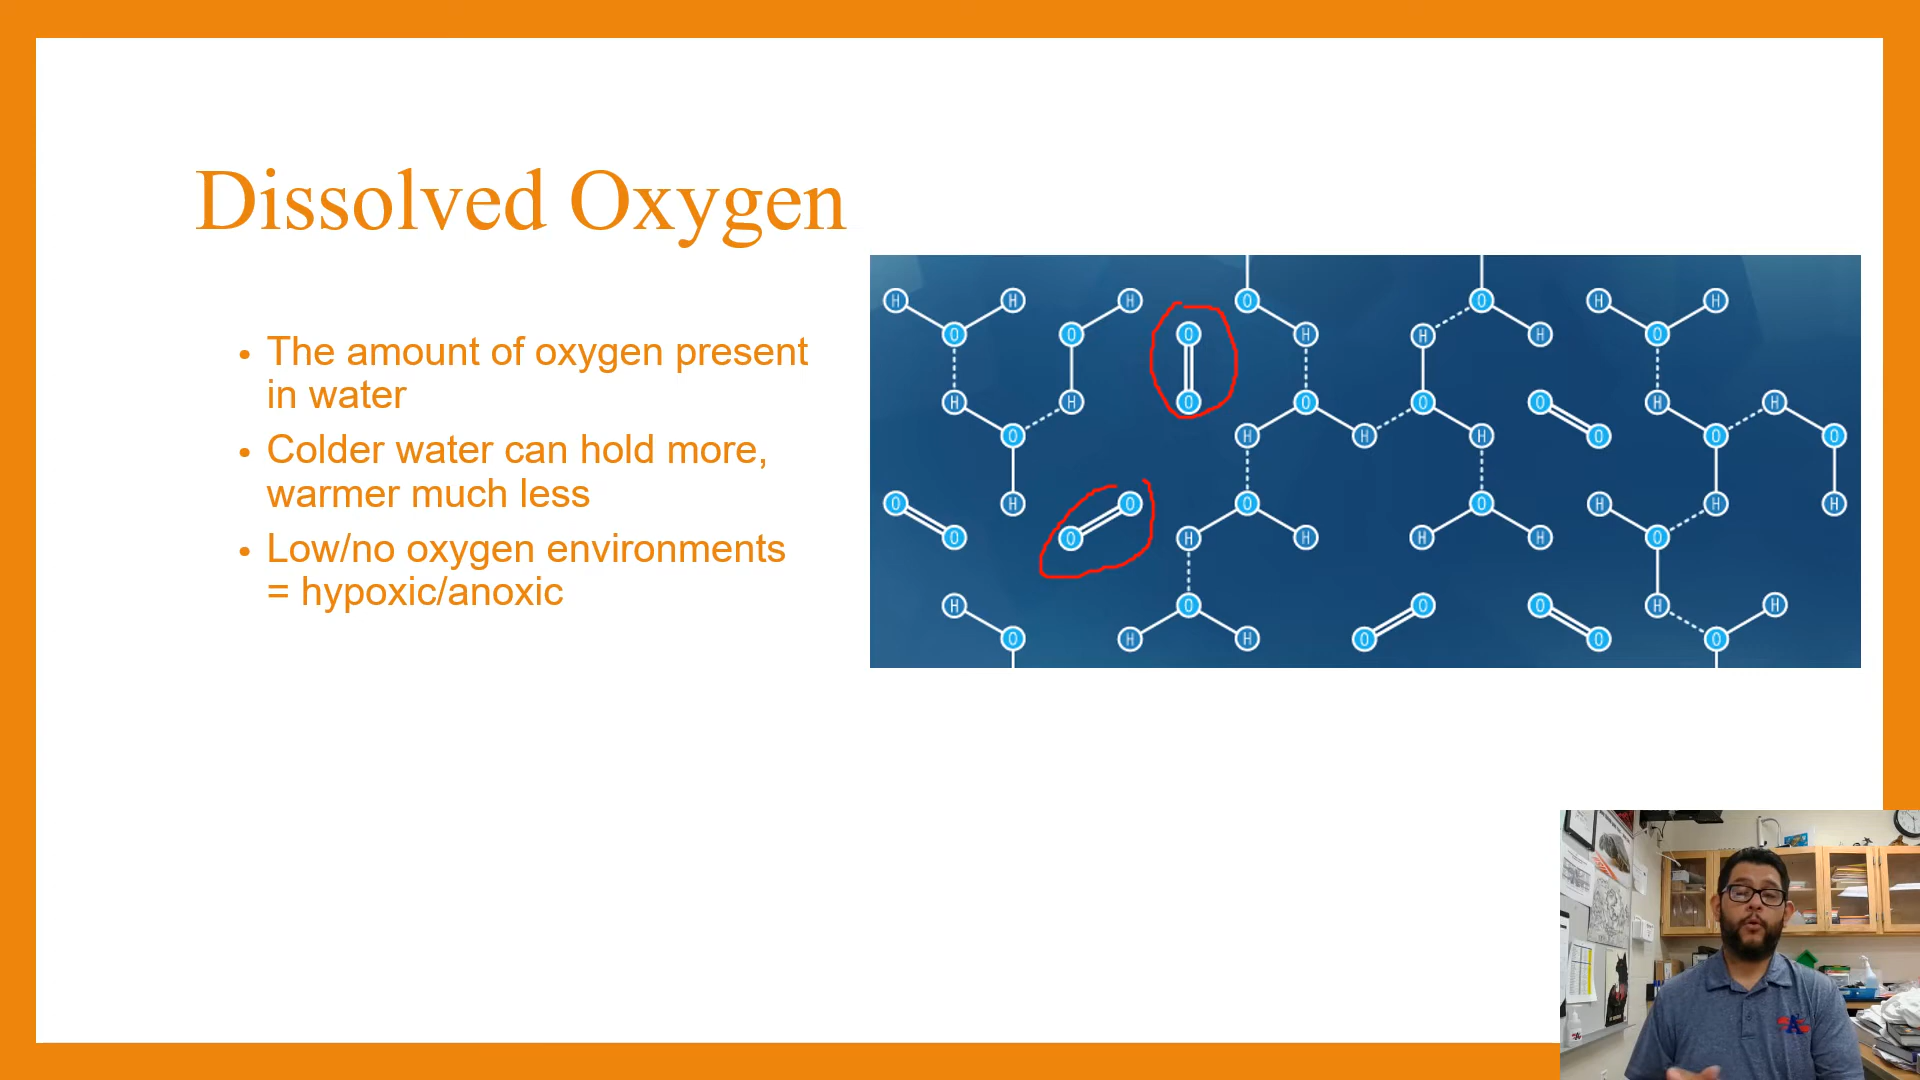 Dissolved Oxygen
• The amount of oxygen present
in water
• Colder water can hold more,
warmer much less
• Low/no oxygen environments
= hypoxic/anoxic
H H H O O H H
O O O H H H O
O
H H O O O O H H
O H H H O O O
O O H O O H H H
O O H H H H O
H O O O O H H
O H H O O O
A